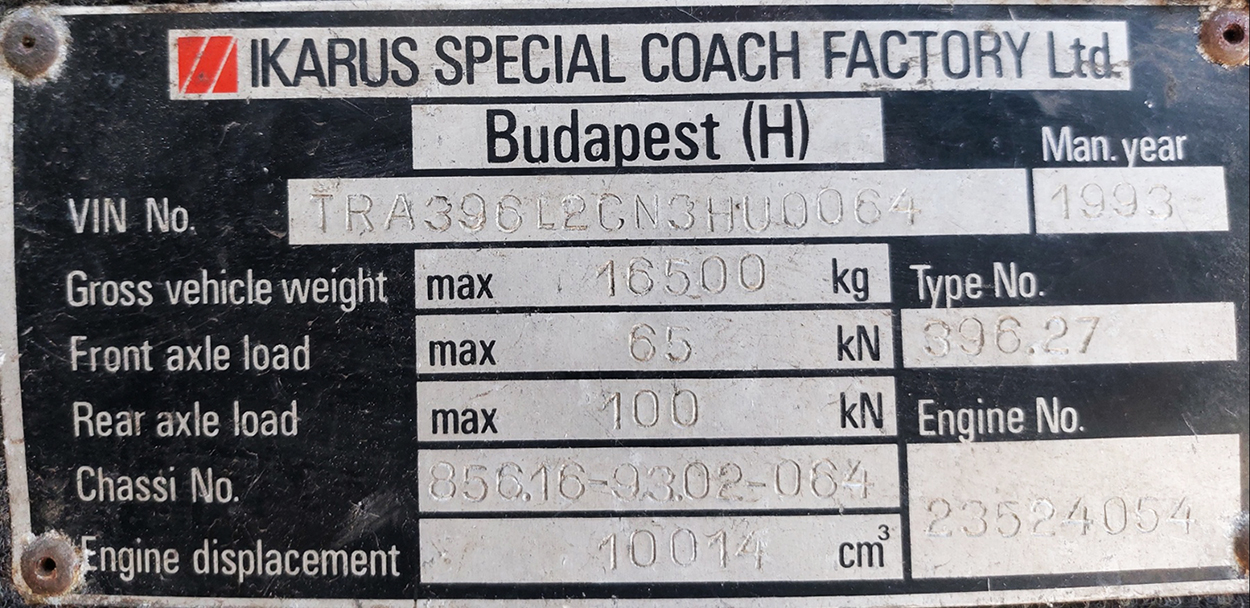 IKARUS SPECIAL COACH FACTORY Ltd.
Budapest (H)
Man. year
VIN No. TRA396L2CN3HU0064 1993
Gross vehicle weight max 16500 kg Type No.
Front axle load max 65 kN 396.27
Rear axle load max 100 kN Engine No.
Chassi No. 856.16-93.02-064 23524054
Engine displacement 10014 cm³